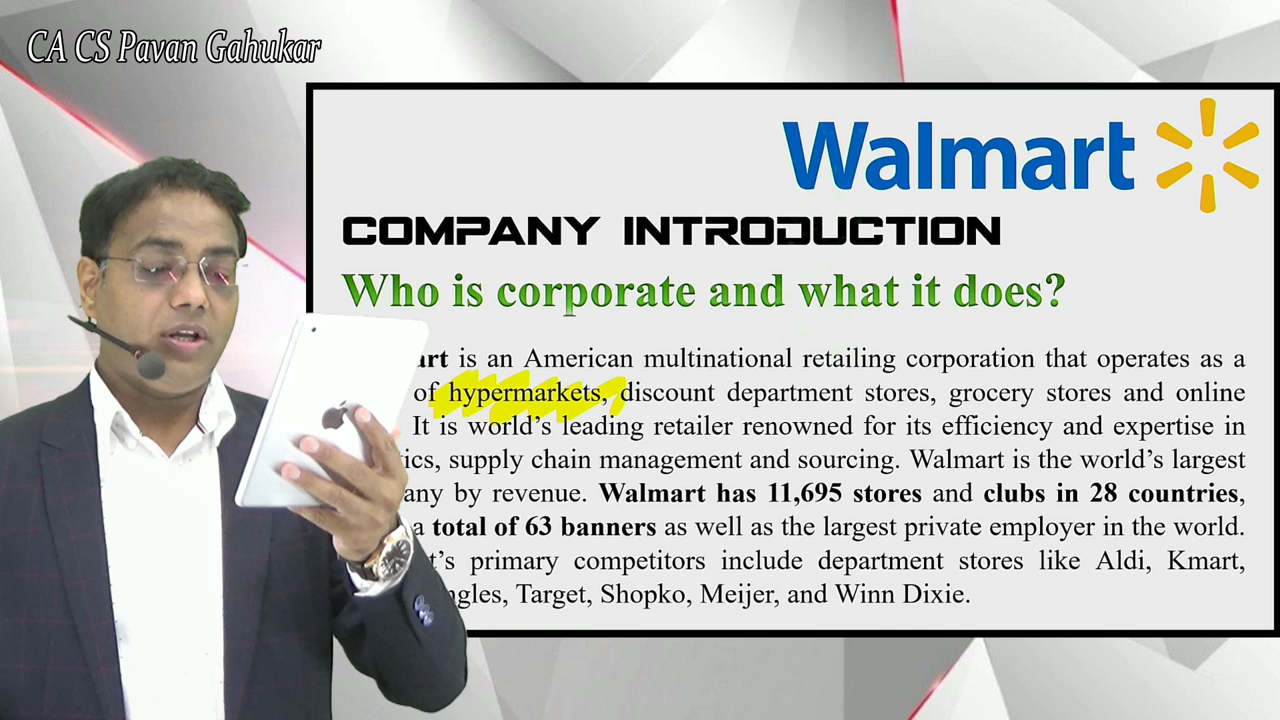 CA CS Pavan Gahukar
Walmart
COMPANY INTRODUCTION
Who is corporate and what it does?
is an American multinational retailing corporation that operates as a
of hypermarkets, discount department stores, grocery stores and online
It is world’s leading retailer renowned for its efficiency and expertise in
supply chain management and sourcing. Walmart is the world’s largest
by revenue. Walmart has 11,695 stores and clubs in 28 countries,
a total of 63 banners as well as the largest private employer in the world.
primary competitors include department stores like Aldi, Kmart,
Target, Shopko, Meijer, and Winn Dixie.